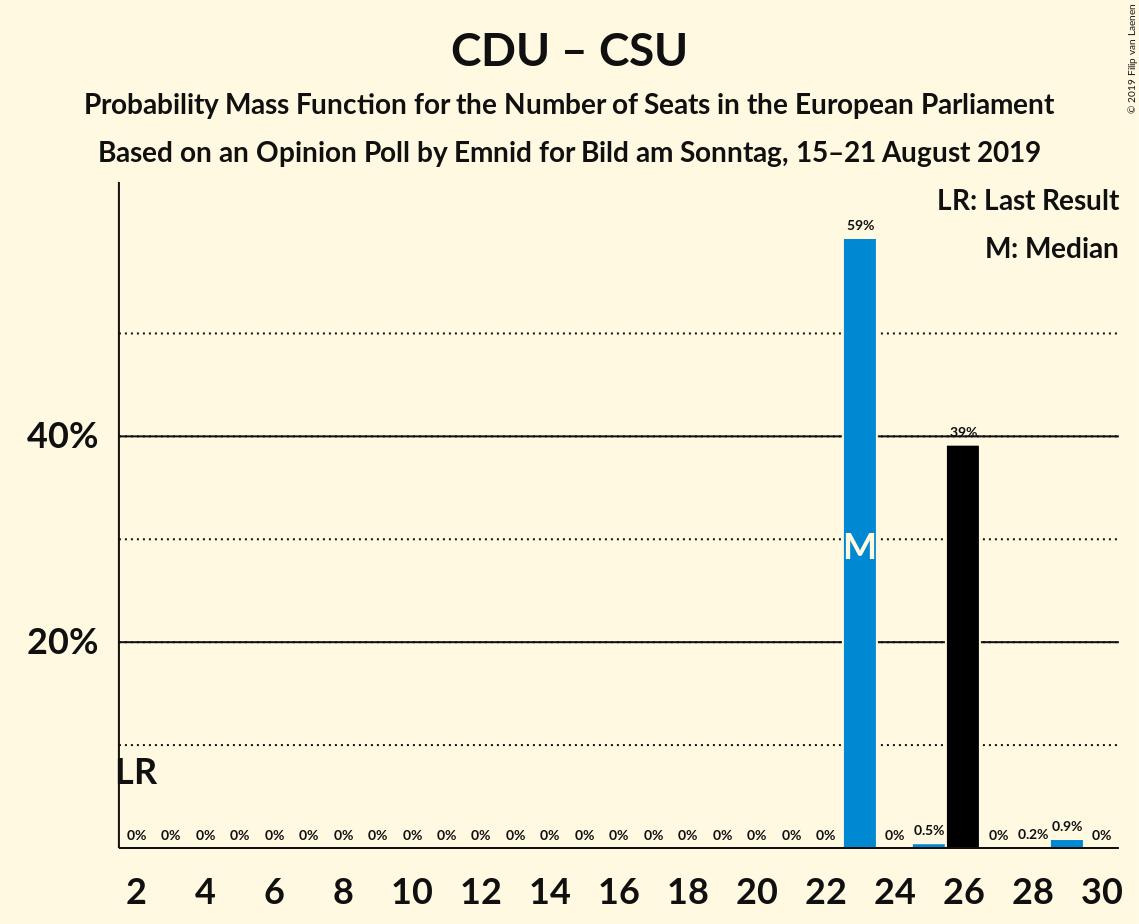 CDU – CSU
Probability Mass Function for the Number of Seats in the European Parliament
Based on an Opinion Poll by Emnid for Bild am Sonntag, 15–21 August 2019
© 2019 Filip van Laenen
LR: Last Result
M: Median
59%
40%
39%
M
20%
LR
0% 0% 0% 0% 0% 0% 0% 0% 0% 0% 0% 0% 0% 0% 0% 0% 0% 0% 0% 0% 0% 0% 0.5% 0% 0.2% 0.9% 0%
2 4 6 8 10 12 14 16 18 20 22 24 26 28 30